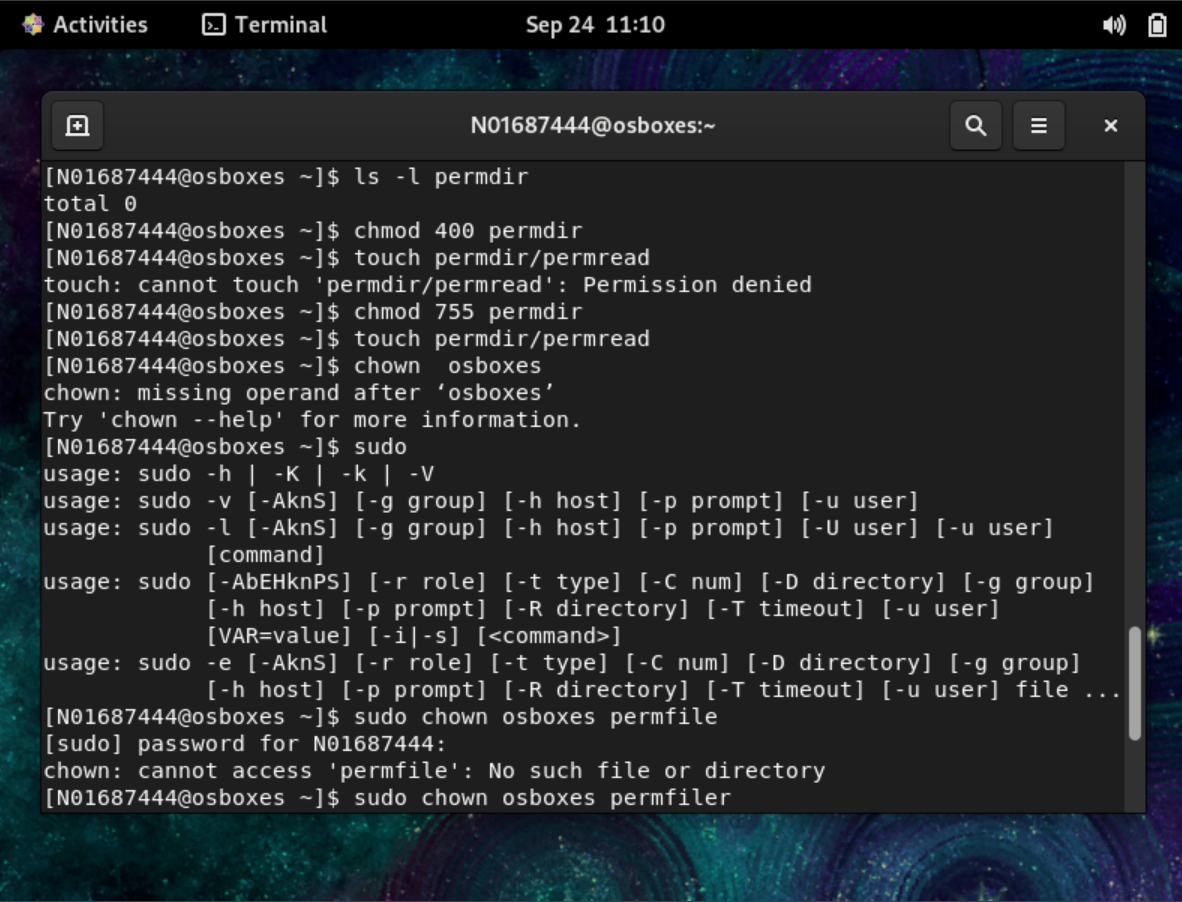 Activities
Terminal
Sep 24 11:10
N01687444@osboxes:~
[N01687444@osboxes ~]$ ls -l permdir
total 0
[N01687444@osboxes ~]$ chmod 400 permdir
[N01687444@osboxes ~]$ touch permdir/permread
touch: cannot touch 'permdir/permread': Permission denied
[N01687444@osboxes ~]$ chmod 755 permdir
[N01687444@osboxes ~]$ touch permdir/permread
[N01687444@osboxes ~]$ chown  osboxes
chown: missing operand after ‘osboxes’
Try 'chown --help' for more information.
[N01687444@osboxes ~]$ sudo
usage: sudo -h | -K | -k | -V
usage: sudo -v [-AknS] [-g group] [-h host] [-p prompt] [-u user]
usage: sudo -l [-AknS] [-g group] [-h host] [-p prompt] [-U user] [-u user]
            [command]
usage: sudo [-AbEHknPS] [-r role] [-t type] [-C num] [-D directory] [-g group]
            [-h host] [-p prompt] [-R directory] [-T timeout] [-u user]
            [VAR=value] [-i|-s] [<command>]
usage: sudo -e [-AknS] [-r role] [-t type] [-C num] [-D directory] [-g group]
            [-h host] [-p prompt] [-R directory] [-T timeout] [-u user] file ...
[N01687444@osboxes ~]$ sudo chown osboxes permfile
[sudo] password for N01687444:
chown: cannot access 'permfile': No such file or directory
[N01687444@osboxes ~]$ sudo chown osboxes permfiler